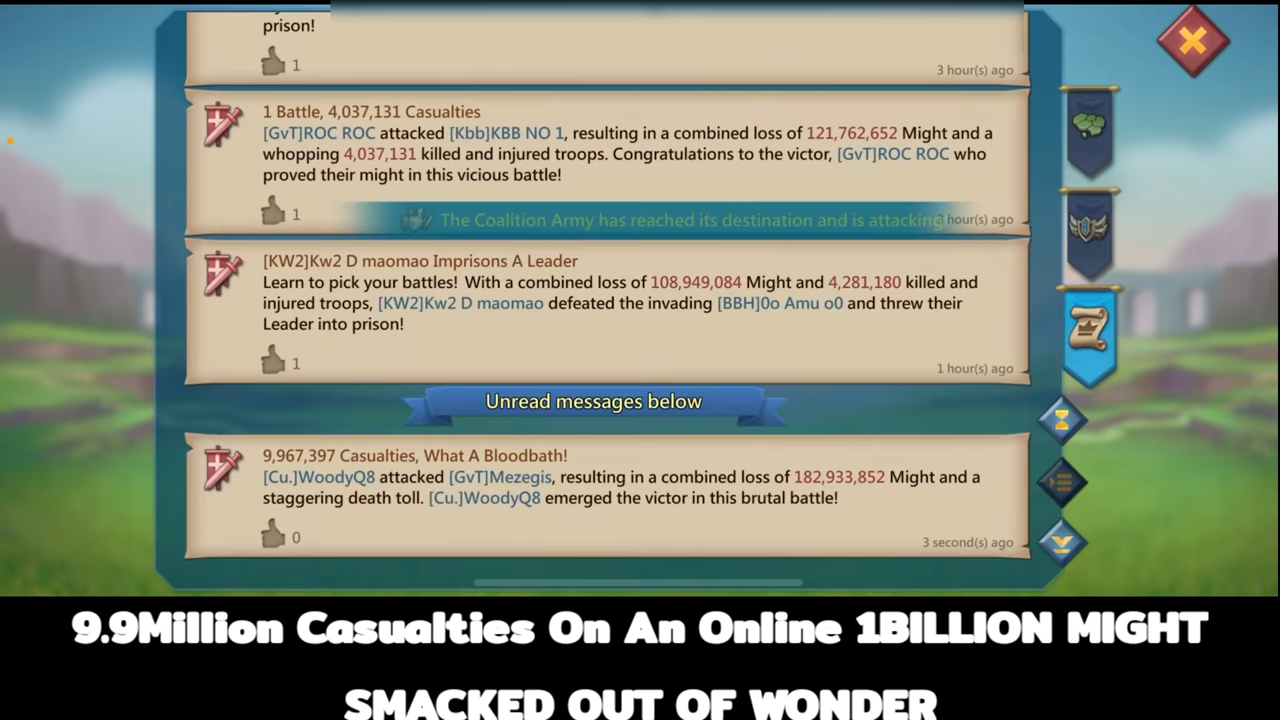 prison!
1
3 hour(s) ago
1 Battle, 4,037,131 Casualties
[GvT]ROC ROC attacked [Kbb]KBB NO 1, resulting in a combined loss of 121,762,652 Might and a
whopping 4,037,131 killed and injured troops. Congratulations to the victor, [GvT]ROC ROC who
proved their might in this vicious battle!
1
The Coalition Army has reached its destination and is attacking
hour(s) ago
[KW2]Kw2 D maomao Imprisons A Leader
Learn to pick your battles! With a combined loss of 108,949,084 Might and 4,281,180 killed and
injured troops, [KW2]Kw2 D maomao defeated the invading [BBH]0o Amu o0 and threw their
Leader into prison!
1
1 hour(s) ago
Unread messages below
9,967,397 Casualties, What A Bloodbath!
[Cu.]WoodyQ8 attacked [GvT]Mezegis, resulting in a combined loss of 182,933,852 Might and a
staggering death toll. [Cu.]WoodyQ8 emerged the victor in this brutal battle!
0
3 second(s) ago
9.9Million Casualties On An Online 1BILLION MIGHT
SMACKED OUT OF WONDER